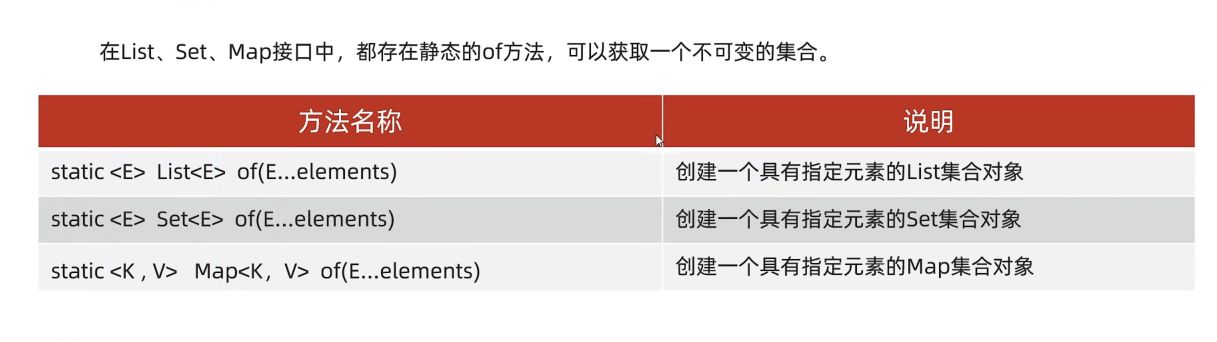 在List、Set、Map接口中，都存在静态的of方法，可以获取一个不可变的集合。
方法名称 说明
static <E> List<E> of(E...elements) 创建一个具有指定元素的List集合对象
static <E> Set<E> of(E...elements) 创建一个具有指定元素的Set集合对象
static <K , V> Map<K，V> of(E...elements) 创建一个具有指定元素的Map集合对象